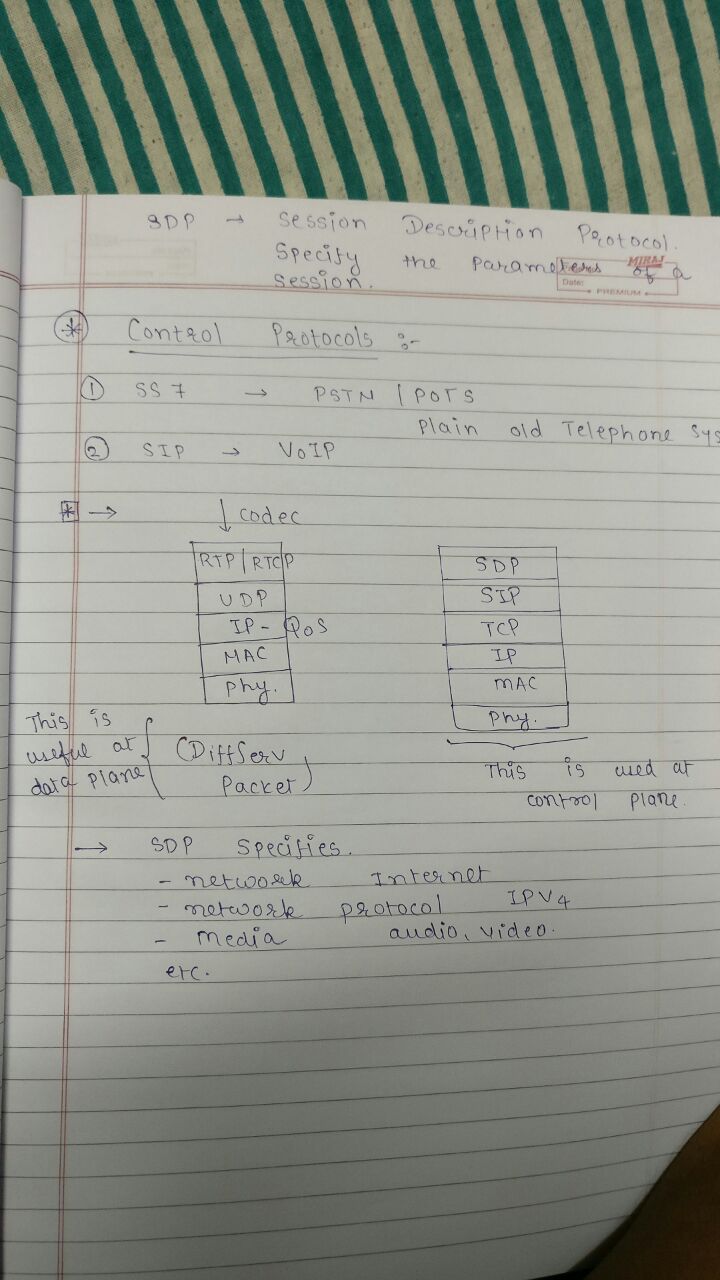 SDP → Session Description Protocol.
Specify the parameters of a
session.
MIRAJ
Date:
PREMIUM
* Control Protocols :-
① SS7 → PSTN | POTS
Plain old Telephone Sys
② SIP → VoIP
* →
↓ codec
RTP | RTCP
UDP
IP - QoS
MAC
Phy.
SDP
SIP
TCP
IP
MAC
Phy.
This is
useful at
data plane
(DiffServ
Packet)
This is used at
control plane.
→ SDP Specifies.
- network Internet
- network protocol IPV4
- media audio, video.
etc.